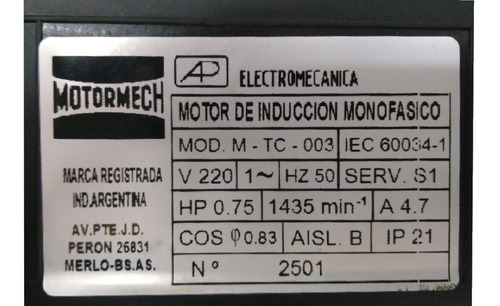 MOTORMECH
MARCA REGISTRADA
IND.ARGENTINA
AV.PTE.J.D.
PERON 26831
MERLO-BS.AS.
AP ELECTROMECANICA
MOTOR DE INDUCCION MONOFASICO
MOD. M - TC - 003 IEC 60034-1
V 220 1~ HZ 50 SERV. S1
HP 0.75 1435 min⁻¹ A 4.7
COS φ 0.83 AISL. B IP 21
Nº 2501